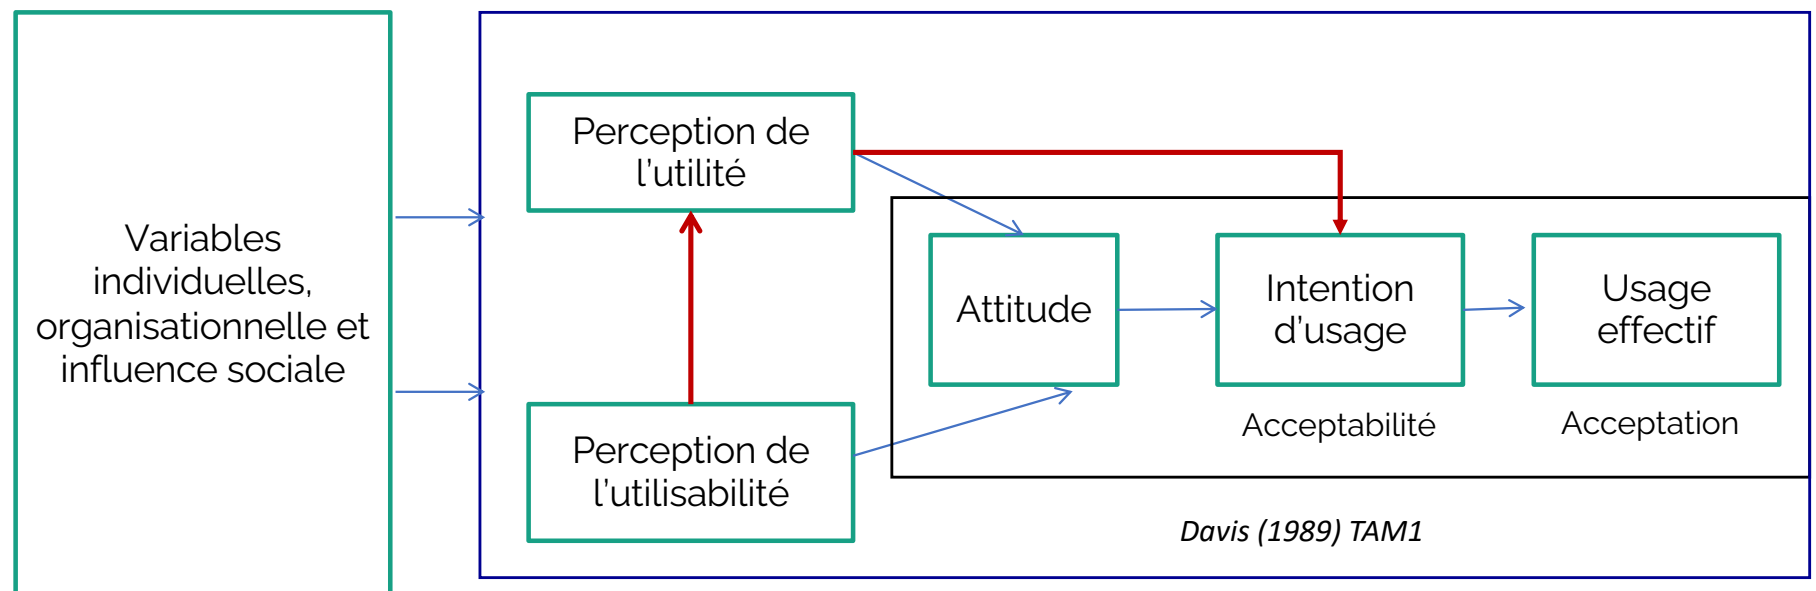 Variables
individuelles,
organisationnelle et
influence sociale
Perception de
l'utilité
Perception de
l'utilisabilité
Attitude
Intention
d'usage
Usage
effectif
Acceptabilité
Acceptation
Davis (1989) TAM1